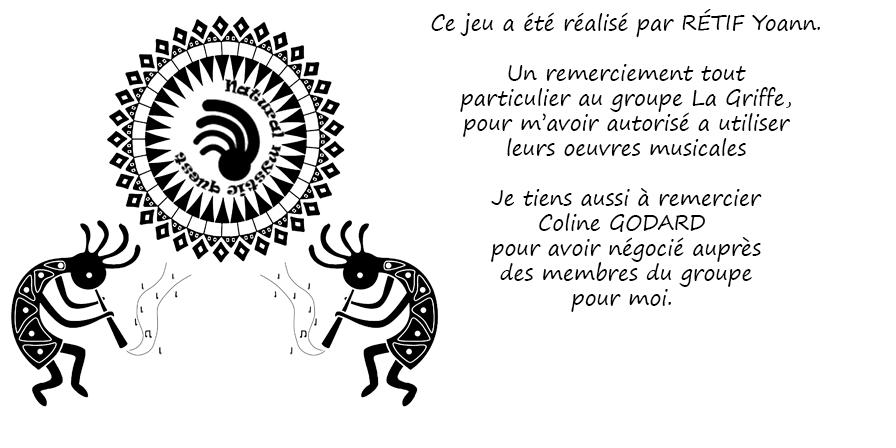 Natural mystic quest
Ce jeu a été réalisé par RÉTIF Yoann.
Un remerciement tout
particulier au groupe La Griffe,
pour m'avoir autorisé a utiliser
leurs oeuvres musicales
Je tiens aussi à remercier
Coline GODARD
pour avoir négocié auprès
des membres du groupe
pour moi.